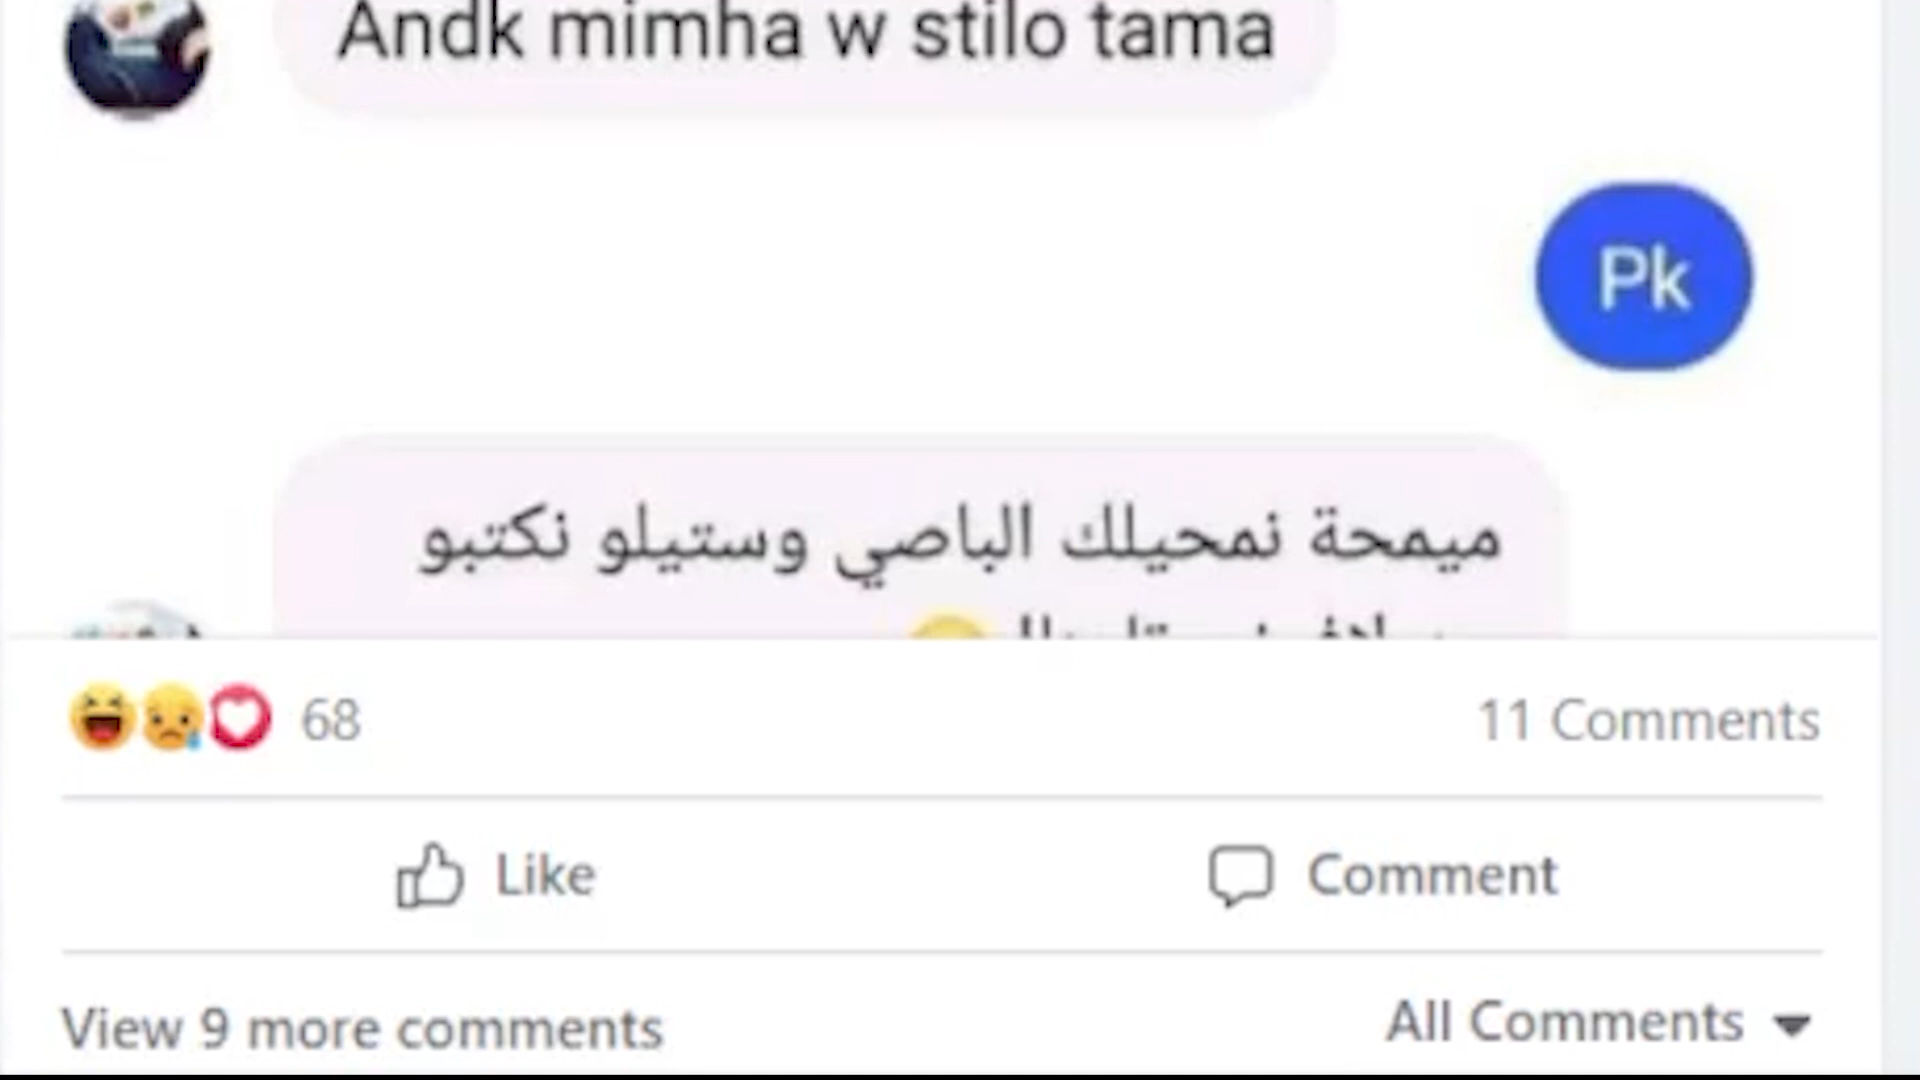 Andk mimha w stilo tama
Pk
ميمحة نمحيلك الباصي وستيلو نكتبو
68
11 Comments
Like
Comment
View 9 more comments
All Comments